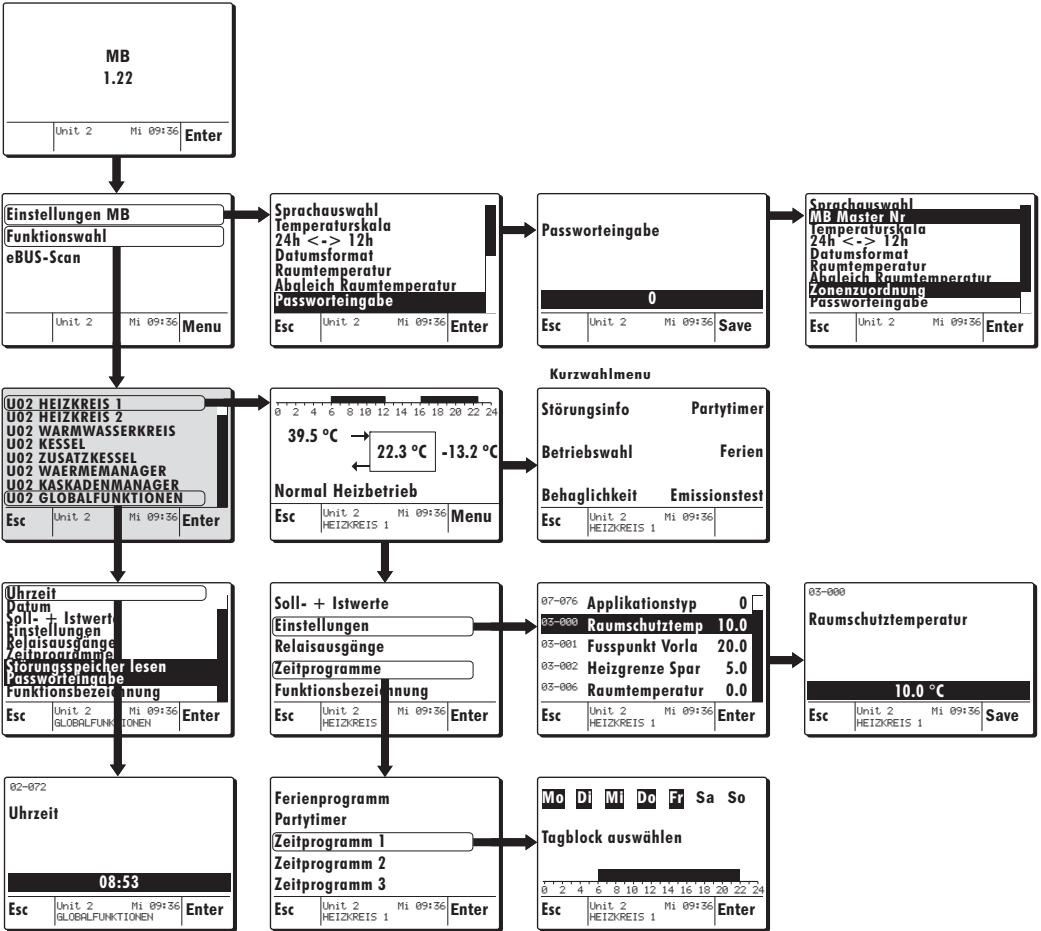 MB
1.22
Unit 2 Mi 09:36 Enter
Einstellungen MB
Funktionswahl
eBUS-Scan
Unit 2 Mi 09:36 Menu
Sprachauswahl
Temperaturskala
24h <-> 12h
Datumsformat
Raumtemperatur
Abgleich Raumtemperatur
Passworteingabe
Esc Unit 2 Mi 09:36 Enter
Passworteingabe
0
Esc Unit 2 Mi 09:36 Save
Sprachauswahl
MB Master Nr
Temperaturskala
24h <-> 12h
Datumsformat
Raumtemperatur
Abgleich Raumtemperatur
Zonenzuordnung
Passworteingabe
Esc Unit 2 Mi 09:36 Enter
U02 HEIZKREIS 1
U02 HEIZKREIS 2
U02 WARMWASSERKREIS
U02 KESSEL
U02 ZUSATZKESSEL
U02 WAERMEMANAGER
U02 KASKADENMANAGER
U02 GLOBALFUNKTIONEN
Esc Unit 2 Mi 09:36 Enter
0 2 4 6 8 10 12 14 16 18 20 22 24
39.5 °C
22.3 °C -13.2 °C
Normal Heizbetrieb
Esc Unit 2 Mi 09:36 Menu
HEIZKREIS 1
Kurzwahlmenu
Störungsinfo Partytimer
Betriebswahl Ferien
Behaglichkeit Emissionstest
Esc Unit 2 Mi 09:36
HEIZKREIS 1
Uhrzeit
Datum
Soll- + Istwerte
Einstellungen
Relaisausgänge
Zeitprogramme
Störungsspeicher lesen
Passworteingabe
Funktionsbezeichnung
Esc Unit 2 Mi 09:36 Enter
GLOBALFUNKTIONEN
Soll- + Istwerte
Einstellungen
Relaisausgänge
Zeitprogramme
Funktionsbezeichnung
Esc Unit 2 Mi 09:36 Enter
HEIZKREIS
07-076 Applikationstyp 0
03-000 Raumschutztemp 10.0
03-001 Fusspunkt Vorla 20.0
03-002 Heizgrenze Spar 5.0
03-006 Raumtemperatur 0.0
Esc Unit 2 Mi 09:36 Enter
HEIZKREIS 1
03-000
Raumschutztemperatur
10.0 °C
Esc Unit 2 Mi 09:36 Save
HEIZKREIS 1
02-072
Uhrzeit
08:53
Esc Unit 2 Mi 09:36 Enter
GLOBALFUNKTIONEN
Ferienprogramm
Partytimer
Zeitprogramm 1
Zeitprogramm 2
Zeitprogramm 3
Esc Unit 2 Mi 09:36 Enter
HEIZKREIS 1
Mo Di Mi Do Fr Sa So
Tagblock auswählen
0 2 4 6 8 10 12 14 16 18 20 22 24
Esc Unit 2 Mi 09:36 Enter
HEIZKREIS 1